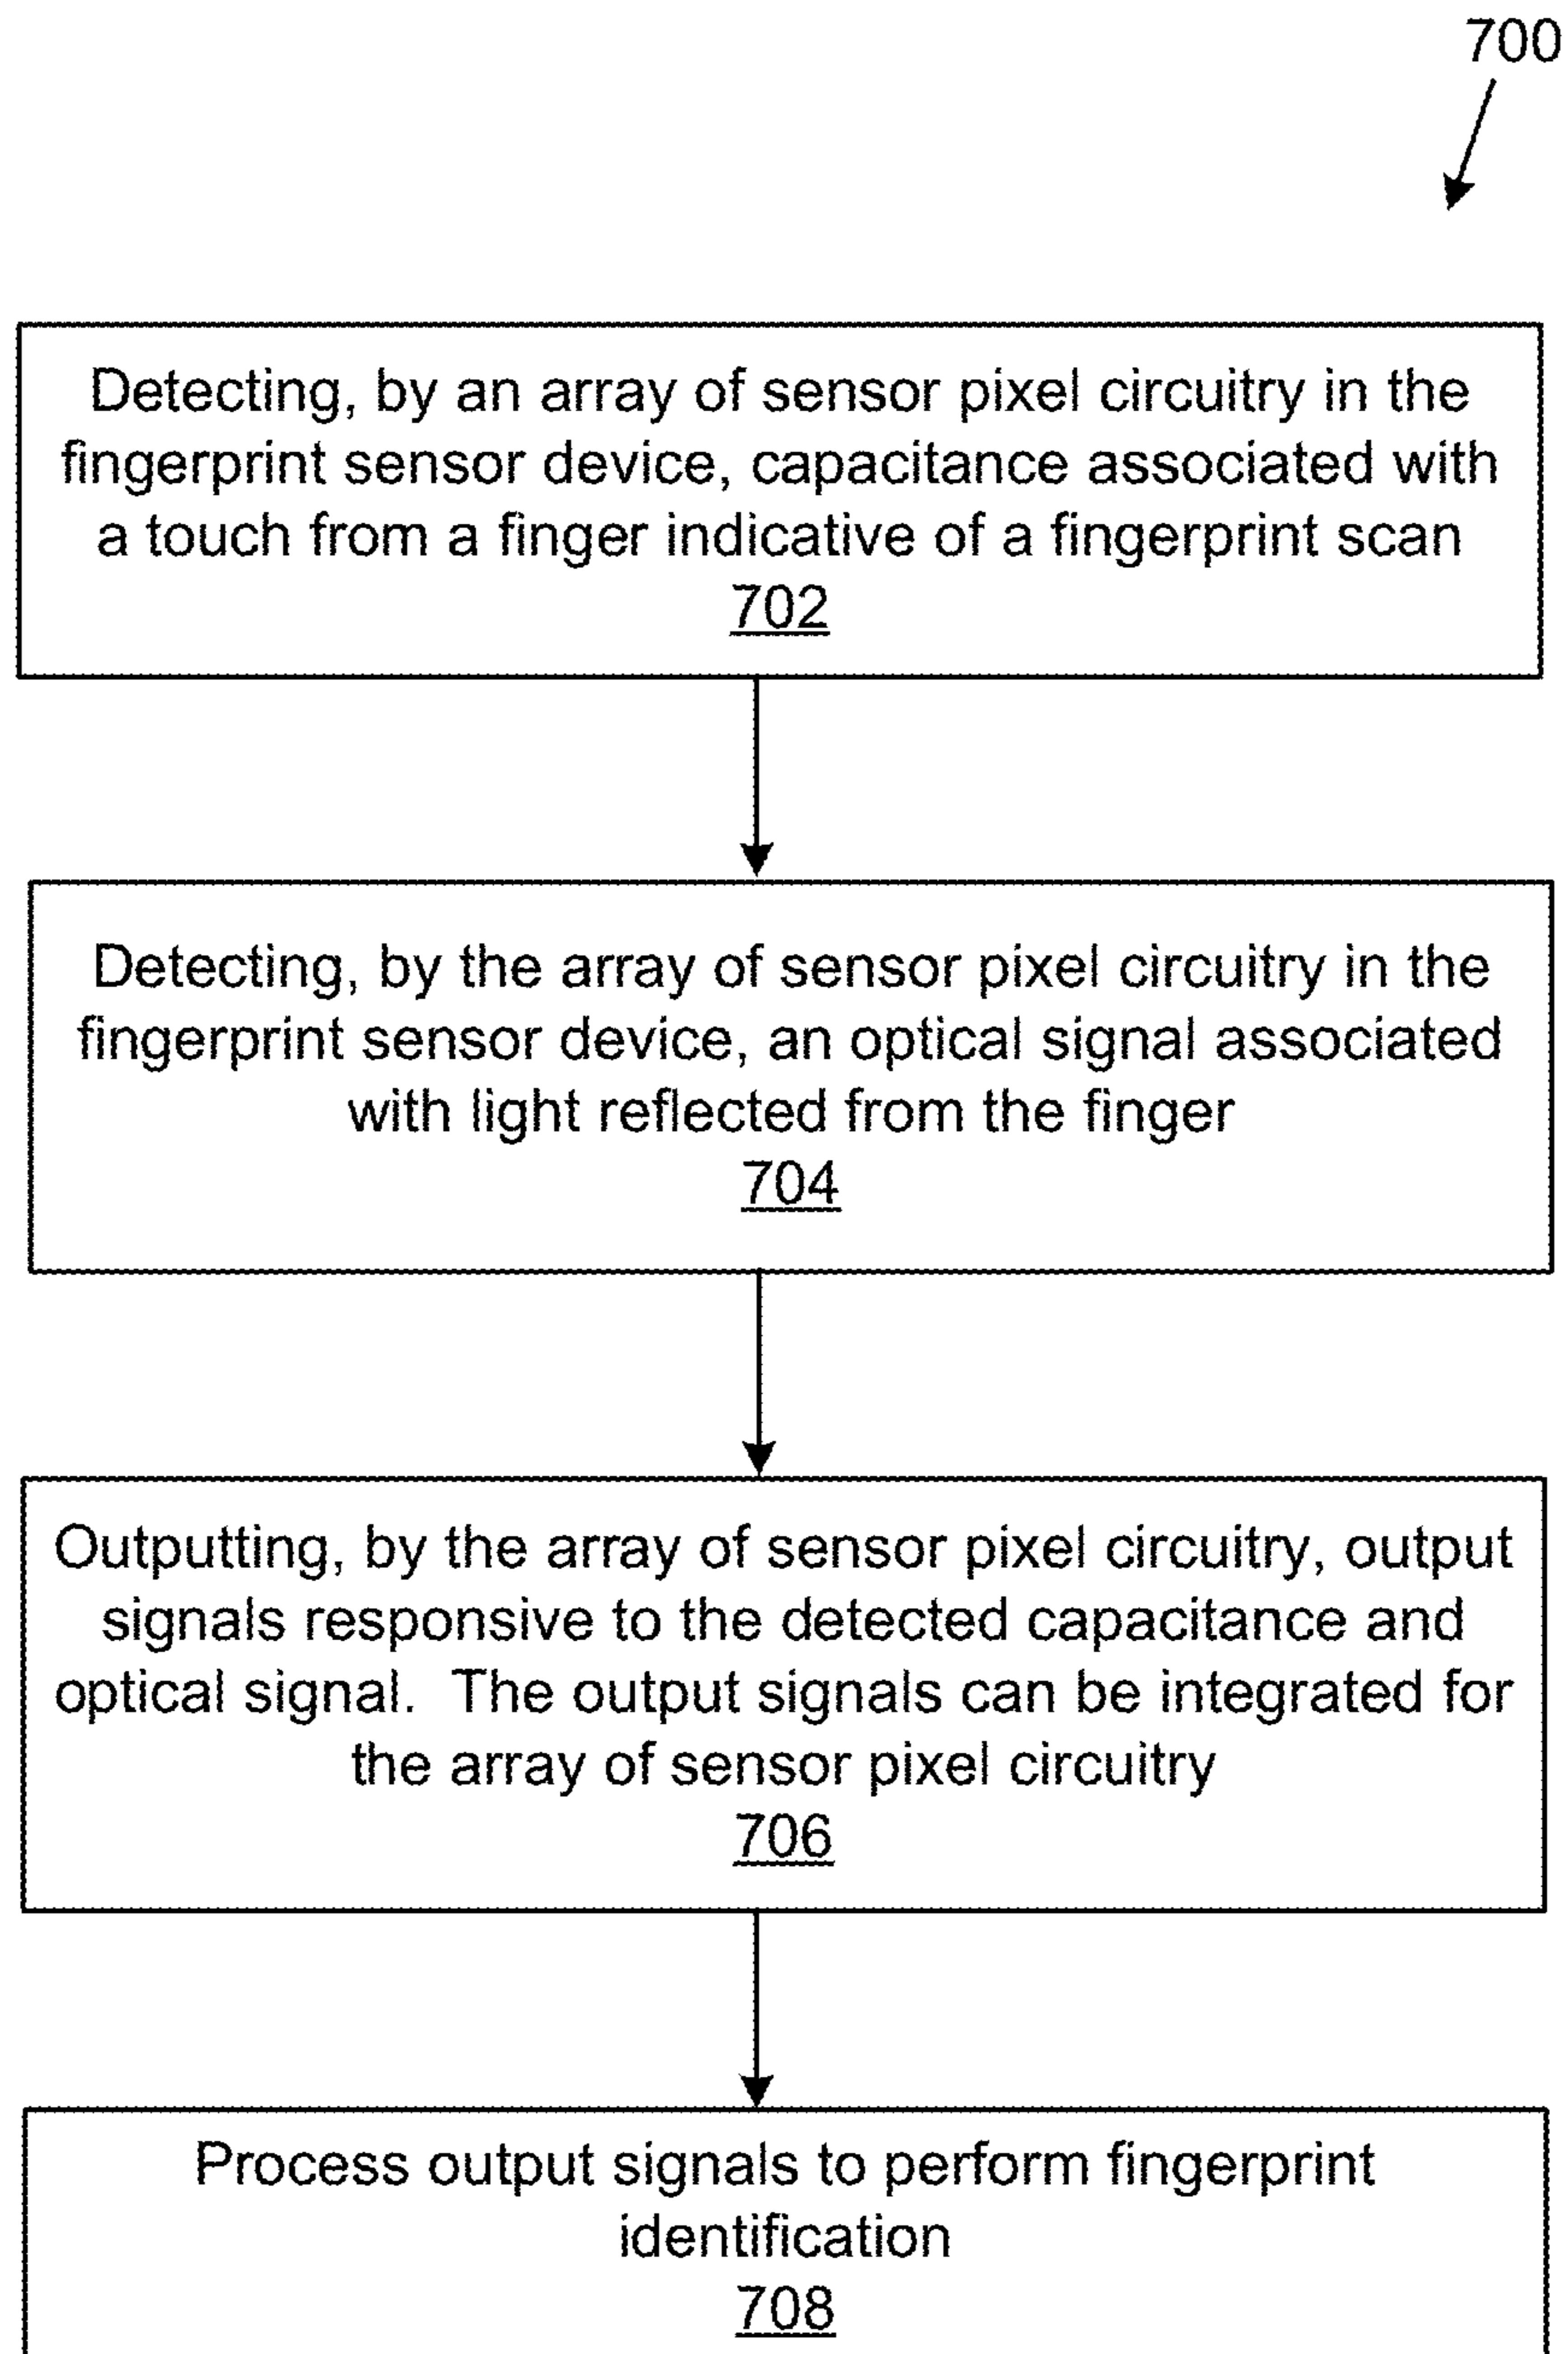 700
Detecting, by an array of sensor pixel circuitry in the
fingerprint sensor device, capacitance associated with
a touch from a finger indicative of a fingerprint scan
702
Detecting, by the array of sensor pixel circuitry in the
fingerprint sensor device, an optical signal associated
with light reflected from the finger
704
Outputting, by the array of sensor pixel circuitry, output
signals responsive to the detected capacitance and
optical signal.  The output signals can be integrated for
the array of sensor pixel circuitry
706
Process output signals to perform fingerprint
identification
708